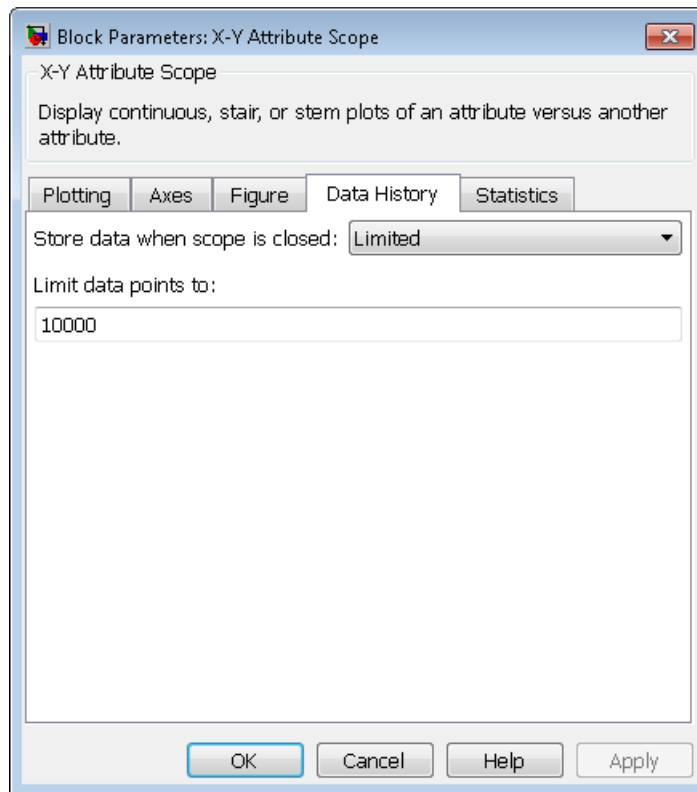 Block Parameters: X-Y Attribute Scope
X-Y Attribute Scope
Display continuous, stair, or stem plots of an attribute versus another
attribute.
Plotting Axes Figure Data History Statistics
Store data when scope is closed: Limited
Limit data points to:
10000
OK Cancel Help Apply